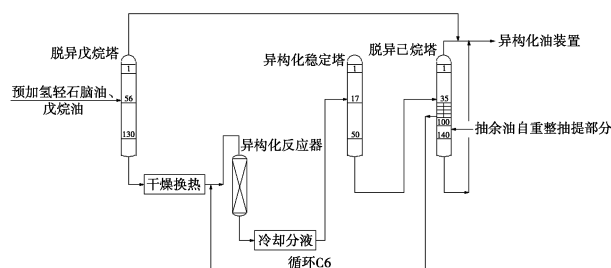 脱异戊烷塔
1
56
130
预加氢轻石脑油、
戊烷油
干燥换热
异构化反应器
冷却分液
循环C6
异构化稳定塔
1
17
50
脱异己烷塔
1
35
100
140
异构化油装置
抽余油自重整抽提部分